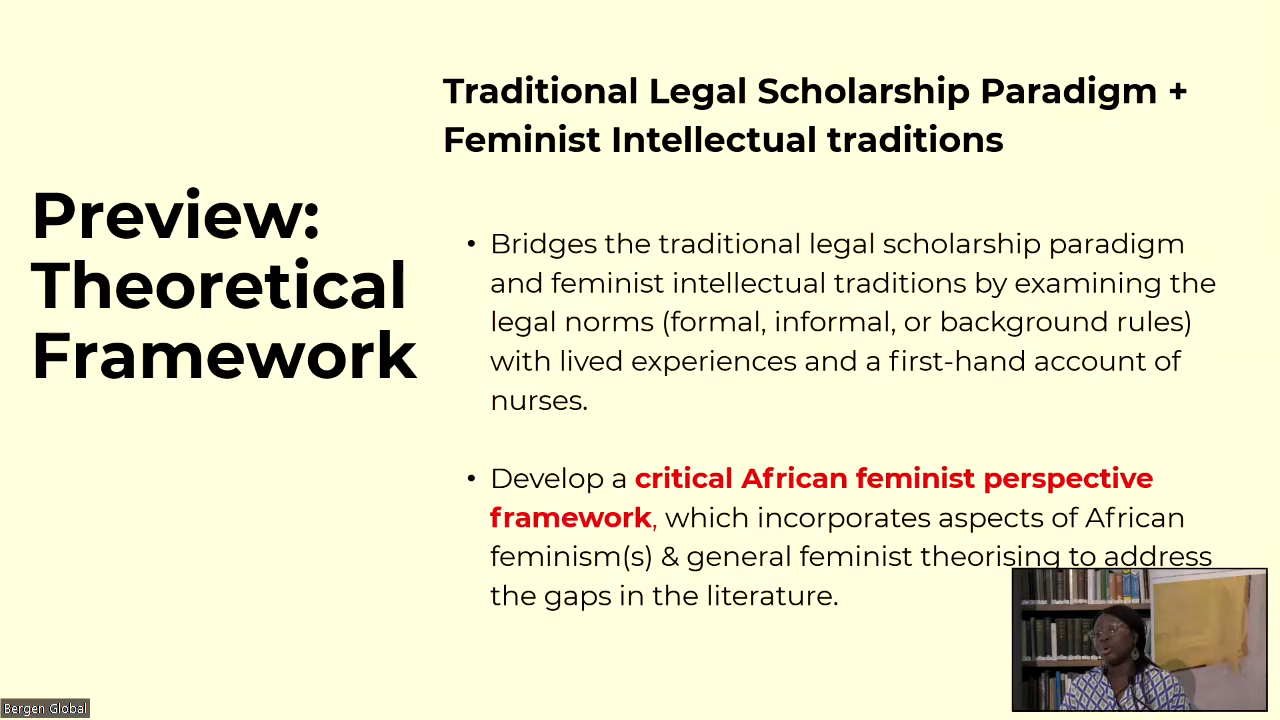 Preview:
Theoretical
Framework
Traditional Legal Scholarship Paradigm +
Feminist Intellectual traditions
• Bridges the traditional legal scholarship paradigm
and feminist intellectual traditions by examining the
legal norms (formal, informal, or background rules)
with lived experiences and a first-hand account of
nurses.
• Develop a critical African feminist perspective
framework, which incorporates aspects of African
feminism(s) & general feminist theorising to address
the gaps in the literature.
Bergen Global